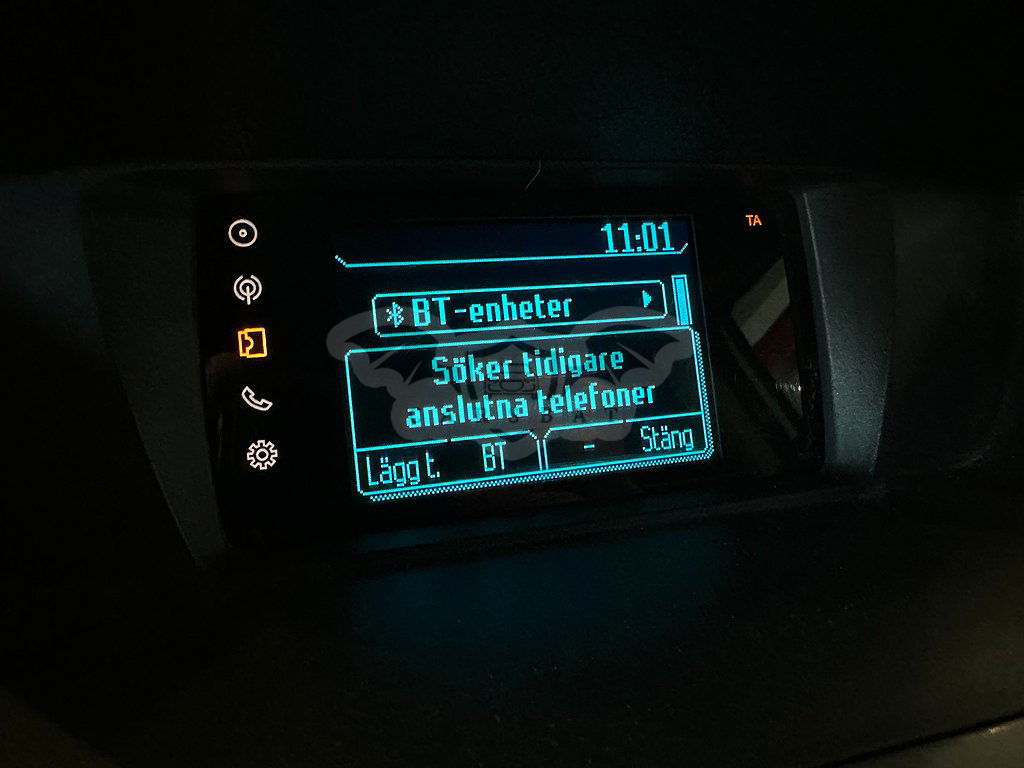 11:01
TA
BT-enheter
Söker tidigare
anslutna telefoner
Lägg t. BT - Stäng